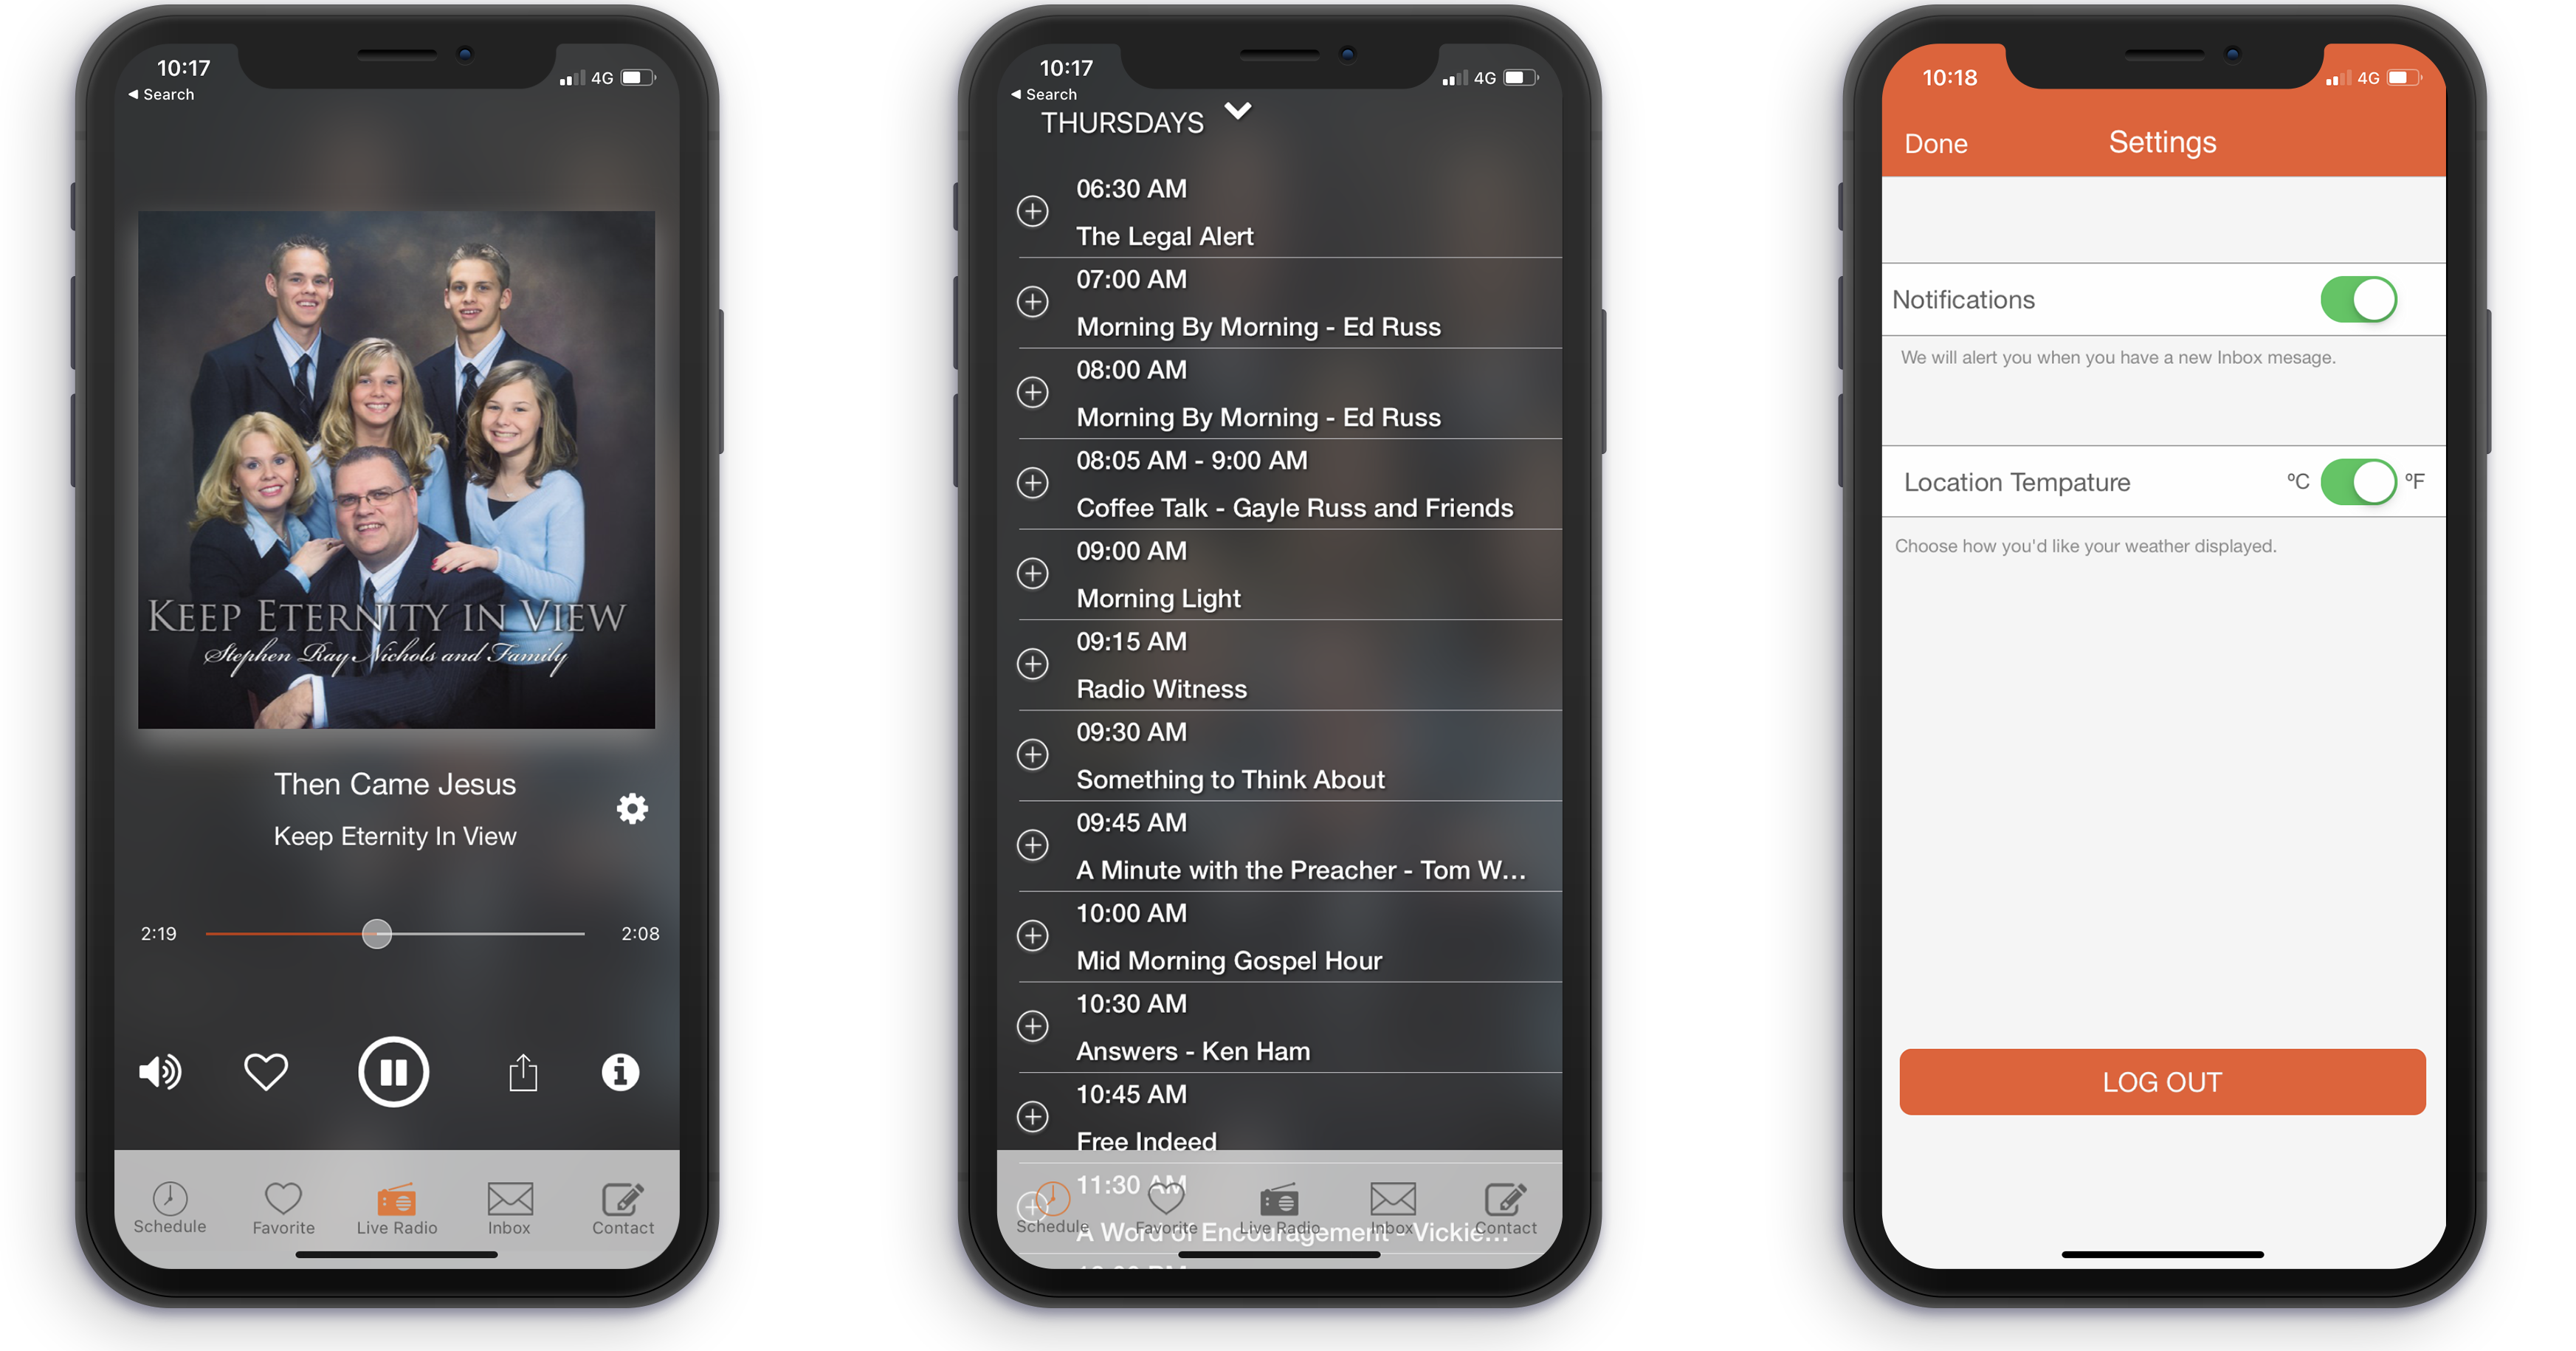 10:17
4G
◀ Search
KEEP ETERNITY IN VIEW
Stephen Ray Nichols and Family
Then Came Jesus
Keep Eternity In View
2:19
2:08
Schedule
Favorite
Live Radio
Inbox
Contact
10:17
4G
◀ Search
THURSDAYS
06:30 AM
The Legal Alert
07:00 AM
Morning By Morning - Ed Russ
08:00 AM
Morning By Morning - Ed Russ
08:05 AM - 9:00 AM
Coffee Talk - Gayle Russ and Friends
09:00 AM
Morning Light
09:15 AM
Radio Witness
09:30 AM
Something to Think About
09:45 AM
A Minute with the Preacher - Tom W...
10:00 AM
Mid Morning Gospel Hour
10:30 AM
Answers - Ken Ham
10:45 AM
Free Indeed
11:30 AM
A Word of Encouragement - Vickie...
Schedule
Favorite
Live Radio
Inbox
Contact
10:18
4G
Done
Settings
Notifications
We will alert you when you have a new Inbox mesage.
Location Tempature
ºC
ºF
Choose how you'd like your weather displayed.
LOG OUT